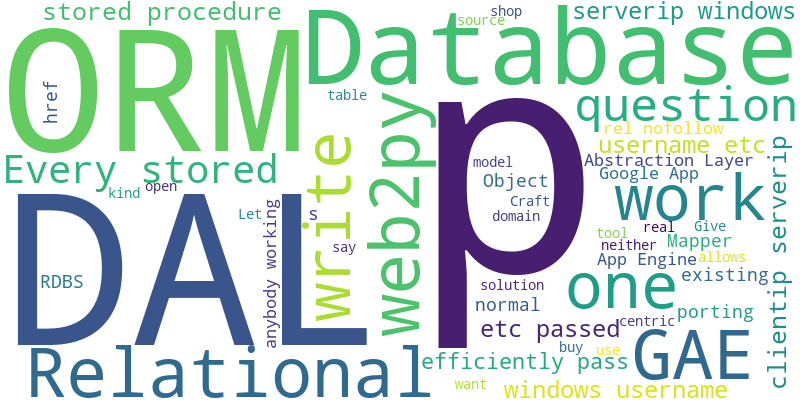 stored procedure
source
shop
serverip windows
ORM
Database
href
table
web2py
p
question
rel nofollow
username etc
Every stored
write
kind
open
model
Abstraction Layer
Object
Google App
Craft
work
DAL
Let
s
domain
anybody working
say
RDBS
real
Give
tool
neither
Mapper
App Engine
allows
clientip serverip
solution
one
existing
normal
porting
etc passed
centric
GAE
Relational
efficiently pass
buy
use
want
windows username